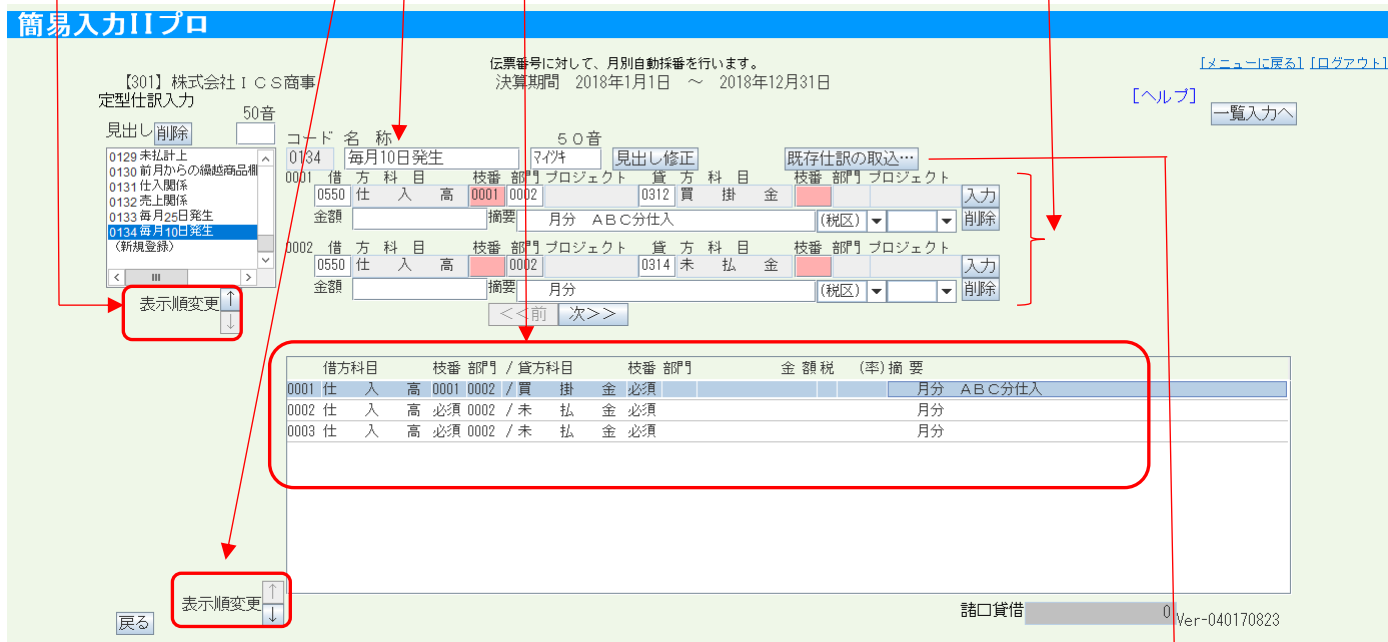 簡易入力IIプロ
伝票番号に対して、月別自動採番を行います。
[メニューに戻る] [ログアウト]
【301】株式会社ＩＣＳ商事
決算期間 2018年1月1日 ～ 2018年12月31日
定型仕訳入力
[ヘルプ]
一覧入力へ
50音
見出し 削除
コード 名 称 ５０音
0134 毎月10日発生 ﾏｲﾂｷ 見出し修正 既存仕訳の取込…
0129 未払計上
0130 前月からの繰越商品棚
0131 仕入関係
0132 売上関係
0133 毎月25日発生
0134 毎月10日発生
(新規登録)
表示順変更 ↑
↓
0001 借 方 科 目 枝番 部門 プロジェクト 貸 方 科 目 枝番 部門 プロジェクト
0550 仕 入 高 0001 0002 0312 買 掛 金 入力
金額 摘要 月分 ＡＢＣ分仕入 (税区) 削除
0002 借 方 科 目 枝番 部門 プロジェクト 貸 方 科 目 枝番 部門 プロジェクト
0550 仕 入 高 0002 0314 未 払 金 入力
金額 摘要 月分 (税区) 削除
<<前 次>>
借方科目 枝番 部門 / 貸方科目 枝番 部門 金 額 税 (率) 摘 要
0001 仕 入 高 0001 0002 / 買 掛 金 必須 月分 ＡＢＣ分仕入
0002 仕 入 高 必須 0002 / 未 払 金 必須 月分
0003 仕 入 高 必須 0002 / 未 払 金 必須 月分
表示順変更 ↑
↓
戻る
諸口貸借 0
Ver-040170823